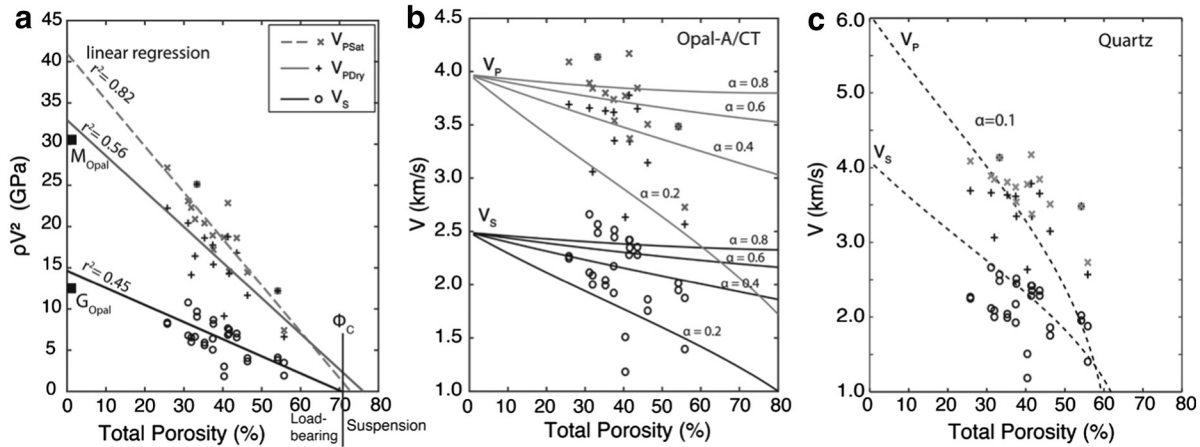 a
linear regression
V_PSat
V_PDry
V_S
r²= 0.82
r²= 0.56
r²= 0.45
M_Opal
G_Opal
Φ_C
Load-bearing
Suspension
ρV² (GPa)
45
40
35
30
25
20
15
10
5
0
0 10 20 30 40 50 60 70 80
Total Porosity (%)
b
Opal-A/CT
V_P
α = 0.8
α = 0.6
α = 0.4
α = 0.2
V_S
α = 0.8
α = 0.6
α = 0.4
α = 0.2
V (km/s)
4.5
4.0
3.5
3.0
2.5
2.0
1.5
1.0
0 10 20 30 40 50 60 70 80
Total Porosity (%)
c
Quartz
V_P
α=0.1
V_S
V (km/s)
6.0
5.0
4.0
3.0
2.0
1.0
0 10 20 30 40 50 60 70 80
Total Porosity (%)